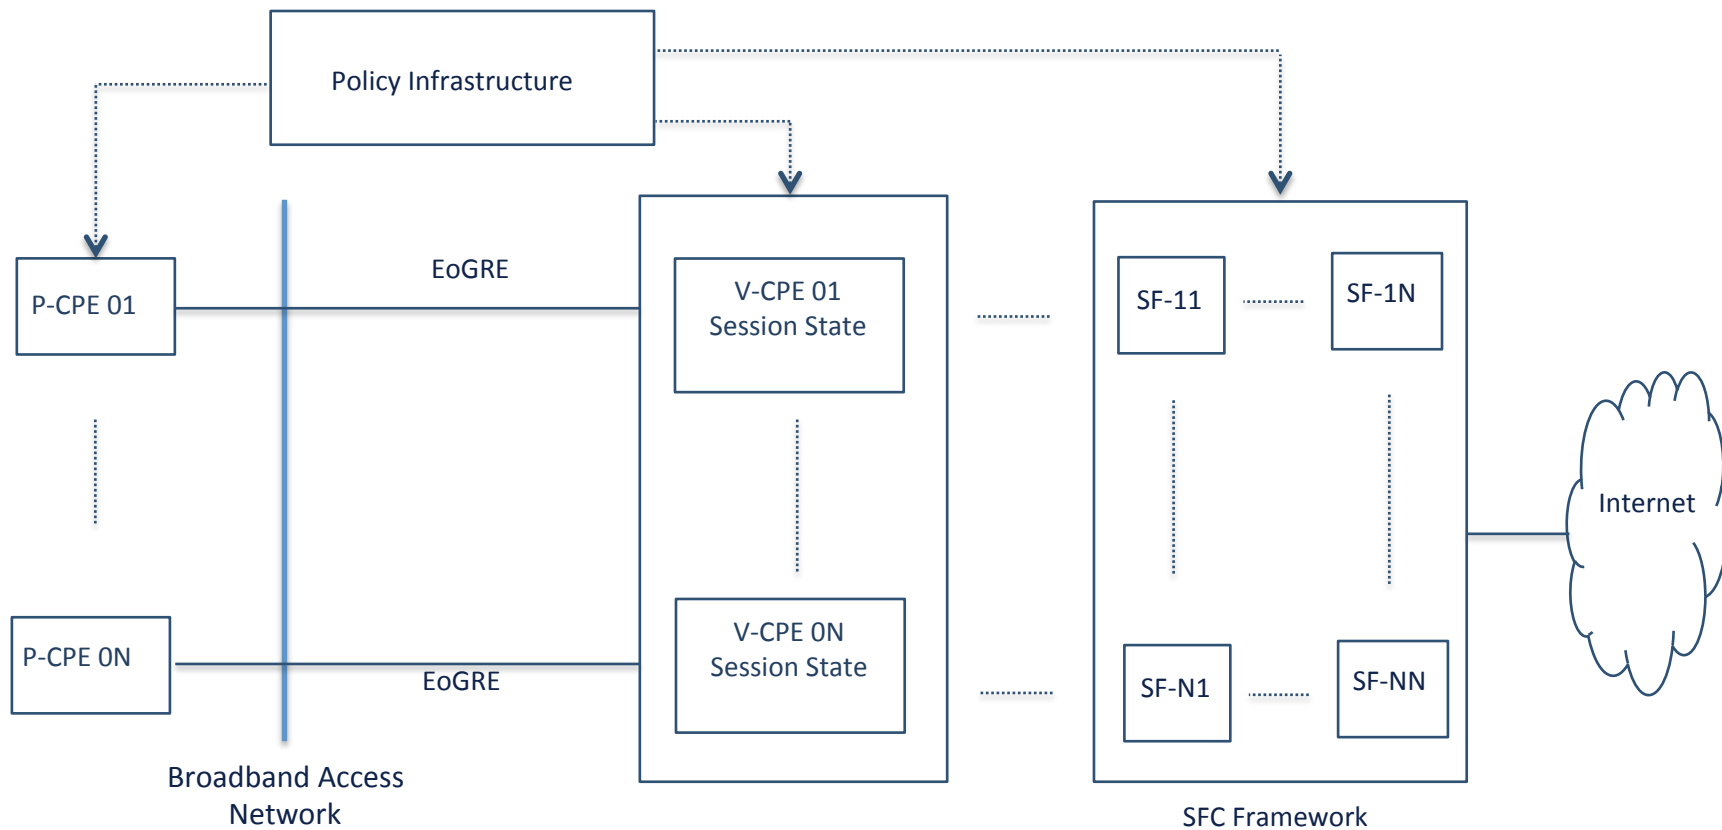 Policy Infrastructure
EoGRE
P-CPE 01
V-CPE 01
Session State
SF-11
SF-1N
Internet
P-CPE 0N
EoGRE
V-CPE 0N
Session State
SF-N1
SF-NN
Broadband Access
Network
SFC Framework